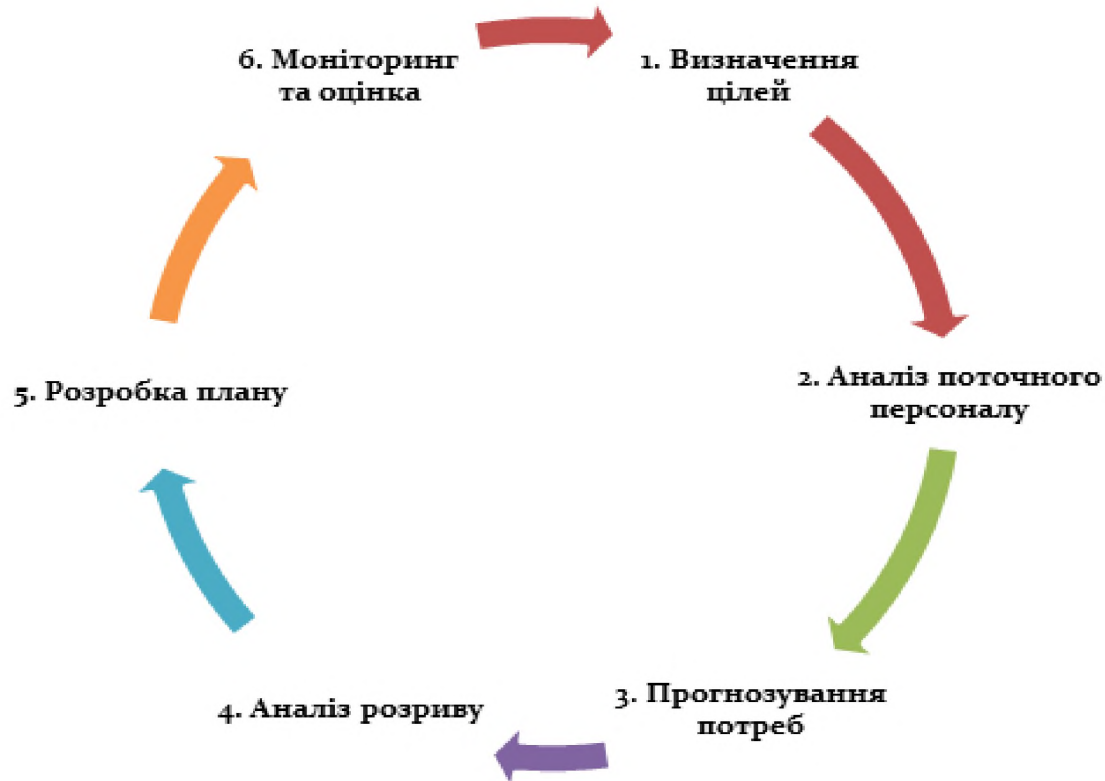 1. Визначення
цілей
2. Аналіз поточного
персоналу
3. Прогнозування
потреб
4. Аналіз розриву
5. Розробка плану
6. Моніторинг
та оцінка